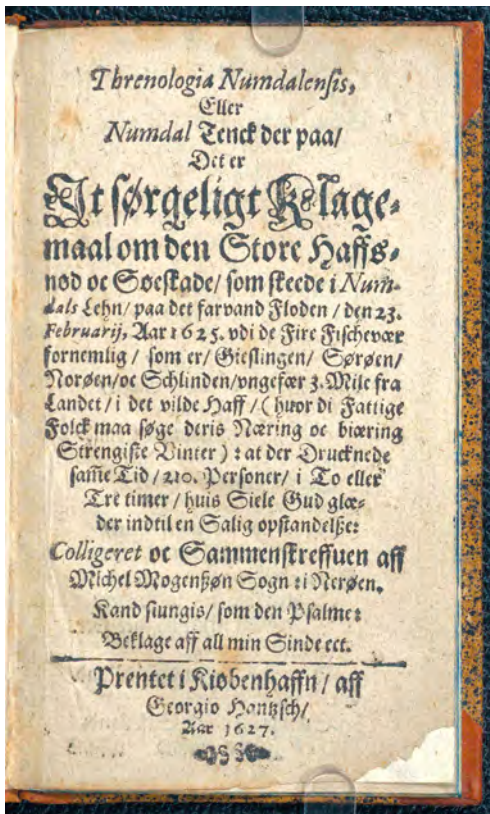 Threnologia Numdalensis,
Eller
Numdal Tenck der paa/
Det er
It sørgeligt Klage-
maal om den Store Haffs-
nød oc Søeskade/ som skeede i Num-
dals Lehn/ paa det farvand Floden / den 23.
Februarij, Aar 1625. vdi de Fire Fischevær
fornemlig / som er/ Gieslingen/ Sørøen/
Norøen/ oc Schlinden/ vngefær 3. Mile fra
Landet/ i det vilde Haff /( huor di Fattige
Folck maa søge deris Næring oc biæring
Strengiste Vinter) : at der Drucknede
sam̃e Tid / 210. Personer/ i To eller
Tre timer / huis Siele Gud glæ-
der indtil en Salig opstandelße:
Colligeret oc Sammenskreffuen aff
Michel Mogenßøn Sogn : i Nerøen.
Kand siungis/ som den Psalme:
Beklage aff all min Sinde ect.
Prentet i Kiøbenhaffn / aff
Georgio Hantzsch/
Aar 1627.